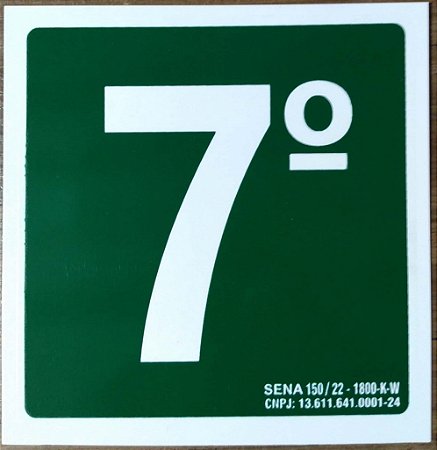 7º
SENA 150/22 - 1800-K-W
CNPJ: 13.611.641.0001-24